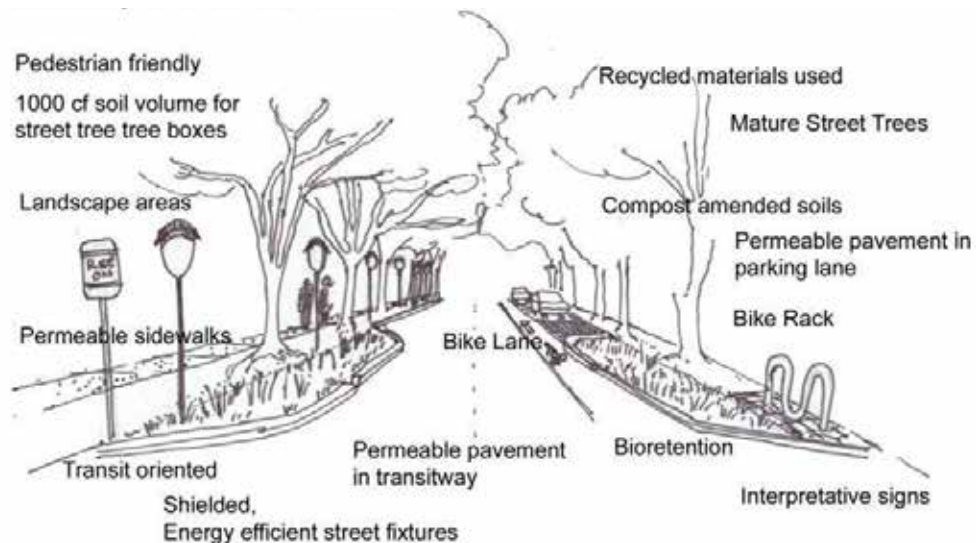 Pedestrian friendly
1000 cf soil volume for
street tree tree boxes
Landscape areas
RIDE
ON
Permeable sidewalks
Transit oriented
Shielded,
Energy efficient street fixtures
Bike Lane
Permeable pavement
in transitway
Recycled materials used
Mature Street Trees
Compost amended soils
Permeable pavement in
parking lane
Bike Rack
Bioretention
Interpretative signs